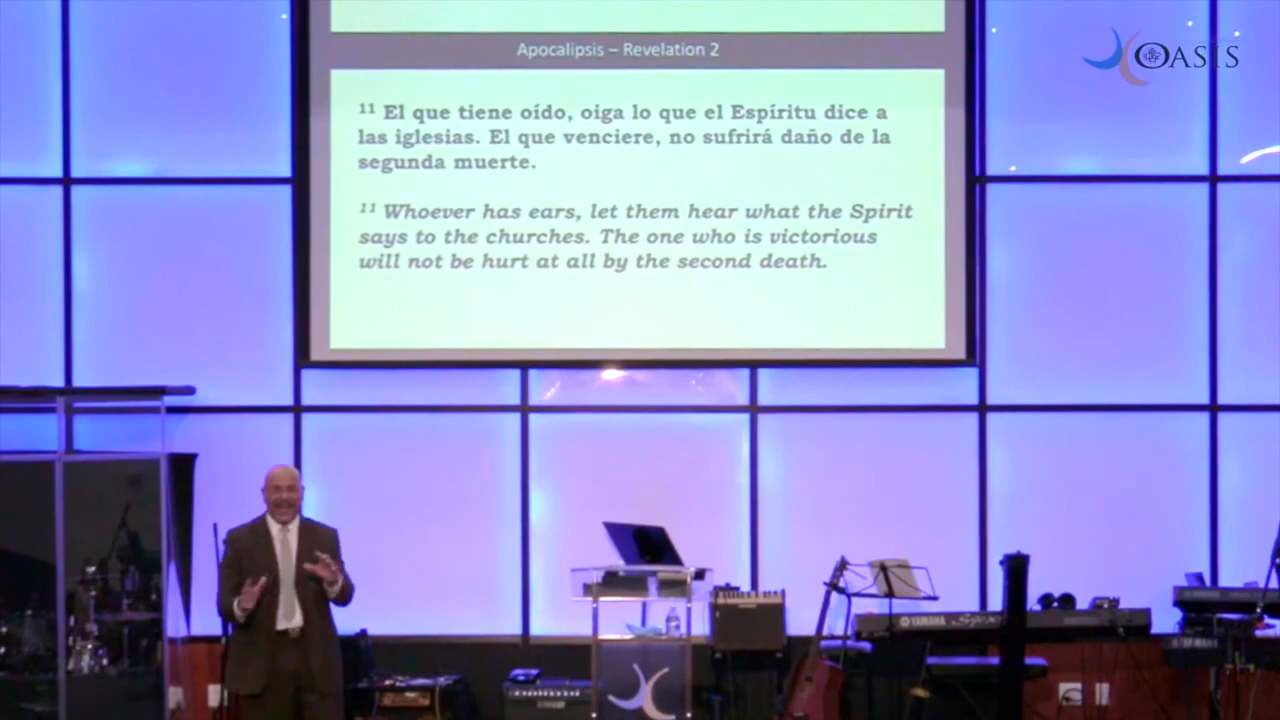 Apocalipsis – Revelation 2
OASIS
11 El que tiene oído, oiga lo que el Espíritu dice a
las iglesias. El que venciere, no sufrirá daño de la
segunda muerte.
11 Whoever has ears, let them hear what the Spirit
says to the churches. The one who is victorious
will not be hurt at all by the second death.
YAMAHA